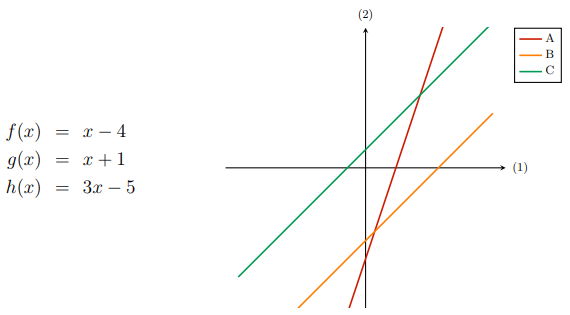 (2)
A
B
C
f(x) = x − 4
g(x) = x + 1
h(x) = 3x − 5
(1)